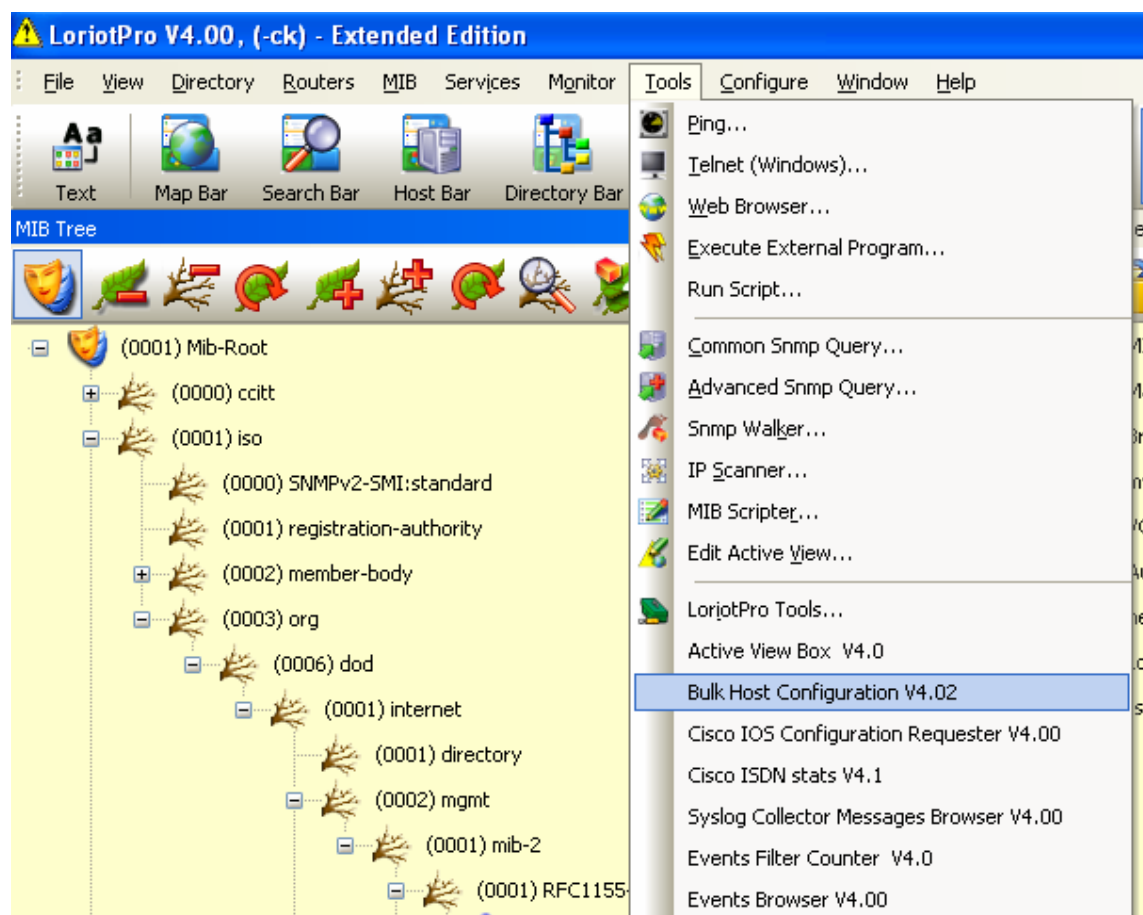 LoriotPro V4.00, (-ck) - Extended Edition
File View Directory Routers MIB Services Monitor Tools Configure Window Help
Text Map Bar Search Bar Host Bar Directory Bar
MIB Tree
(0001) Mib-Root
(0000) ccitt
(0001) iso
(0000) SNMPv2-SMI:standard
(0001) registration-authority
(0002) member-body
(0003) org
(0006) dod
(0001) internet
(0001) directory
(0002) mgmt
(0001) mib-2
(0001) RFC1155-
Ping...
Telnet (Windows)...
Web Browser...
Execute External Program...
Run Script...
Common Snmp Query...
Advanced Snmp Query...
Snmp Walker...
IP Scanner...
MIB Scripter...
Edit Active View...
LoriotPro Tools...
Active View Box V4.0
Bulk Host Configuration V4.02
Cisco IOS Configuration Requester V4.00
Cisco ISDN stats V4.1
Syslog Collector Messages Browser V4.00
Events Filter Counter V4.0
Events Browser V4.00